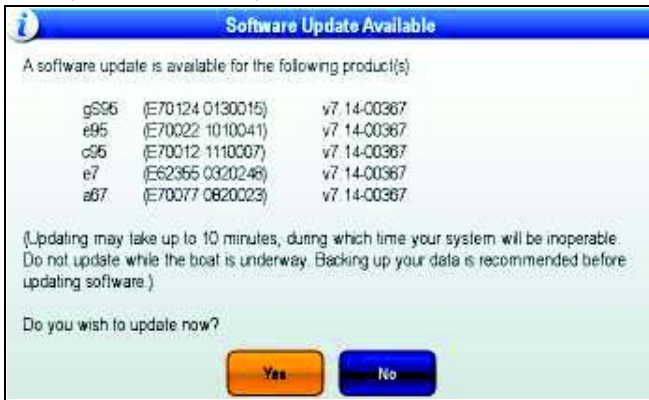 i
Software Update Available
A software update is available for the following product(s)
gS95 (E70124 0130015) v7.14-00367
e95 (E70022 1010041) v7.14-00367
c95 (E70012 1110007) v7.14-00367
e7 (E62355 0320248) v7.14-00367
a67 (E70077 0820023) v7.14-00367
(Updating may take up to 10 minutes, during which time your system will be inoperable.
Do not update while the boat is underway. Backing up your data is recommended before
updating software.)
Do you wish to update now?
Yes No